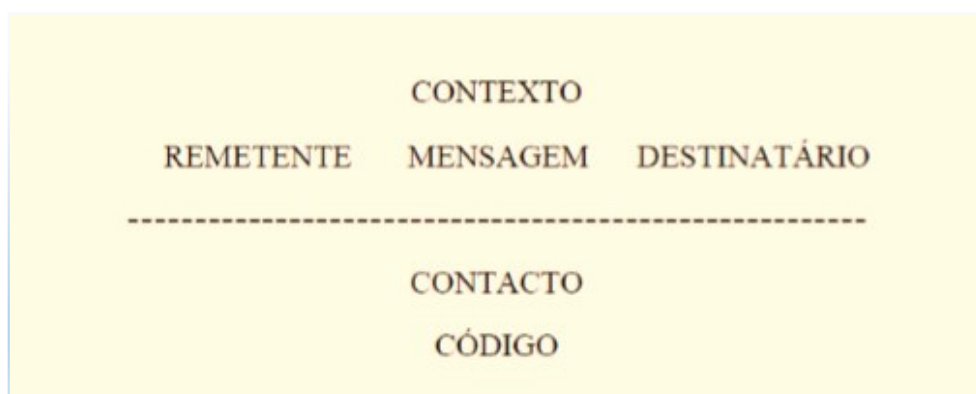 CONTEXTO
REMETENTE MENSAGEM DESTINATÁRIO
-------------------------------------------------------
CONTACTO
CÓDIGO